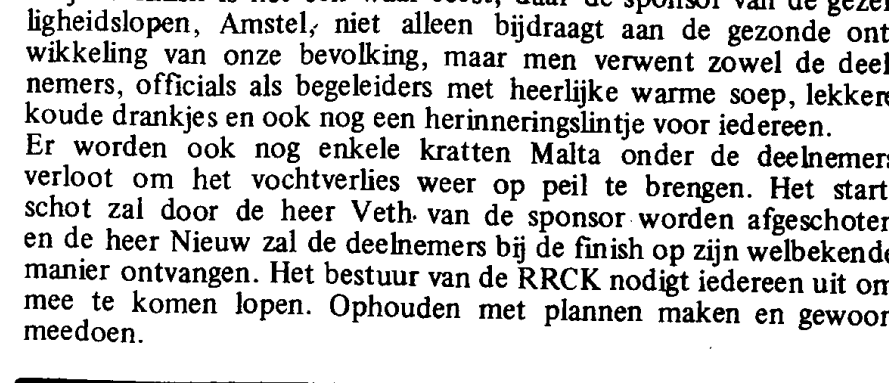 de sponsor van de
ligheidslopen, Amstel, niet alleen bijdraagt aan de gezonde ont
wikkeling van onze bevolking, maar men verwent zowel de deel
nemers, officials als begeleiders met heerlijke warme soep, lekkere
koude drankjes en ook nog een herinneringslintje voor iedereen.
Er worden ook nog enkele kratten Malta onder de deelnemers
verloot om het vochtverlies weer op peil te brengen. Het start
schot zal door de heer Veth van de sponsor worden afgeschoten
en de heer Nieuw zal de deelnemers bij de finish op zijn welbekende
manier ontvangen. Het bestuur van de RRCK nodigt iedereen uit om
mee te komen lopen. Ophouden met plannen maken en gewoon
meedoen.